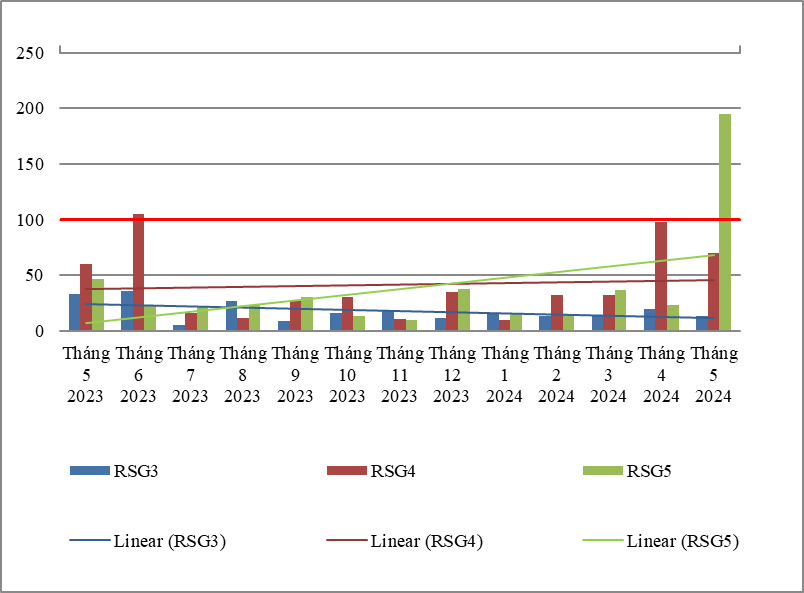 250
200
150
100
50
0
Tháng Tháng Tháng Tháng Tháng Tháng Tháng Tháng Tháng Tháng Tháng Tháng Tháng
5 6 7 8 9 10 11 12 1 2 3 4 5
2023 2023 2023 2023 2023 2023 2023 2023 2024 2024 2024 2024 2024
RSG3 RSG4 RSG5
Linear (RSG3) Linear (RSG4) Linear (RSG5)